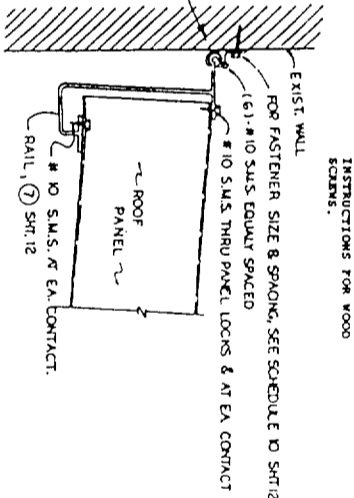 INSTRUCTIONS FOR WOOD
SCREWS.
EXIST. WALL
FOR FASTENER SIZE & SPACING, SEE SCHEDULE 10 SHT 12
(6)-#10 S.M.S. EQUALY SPACED
#10 S.M.S. THRU PANEL LOCKS & AT EA CONTACT
ROOF
PANEL
#10 S.M.S. AT EA. CONTACT.
RAIL, 7 SHT. 12